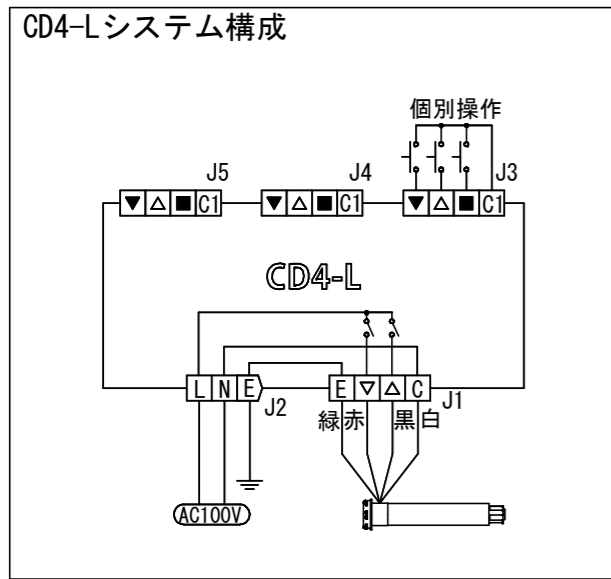 CD4-Lシステム構成
個別操作
J5
J4
J3
▼ △ ■ C1
▼ △ ■ C1
▼ △ ■ C1
CD4-L
L N E
J2
E ▽ △ C
J1
緑 赤 黒 白
AC100V